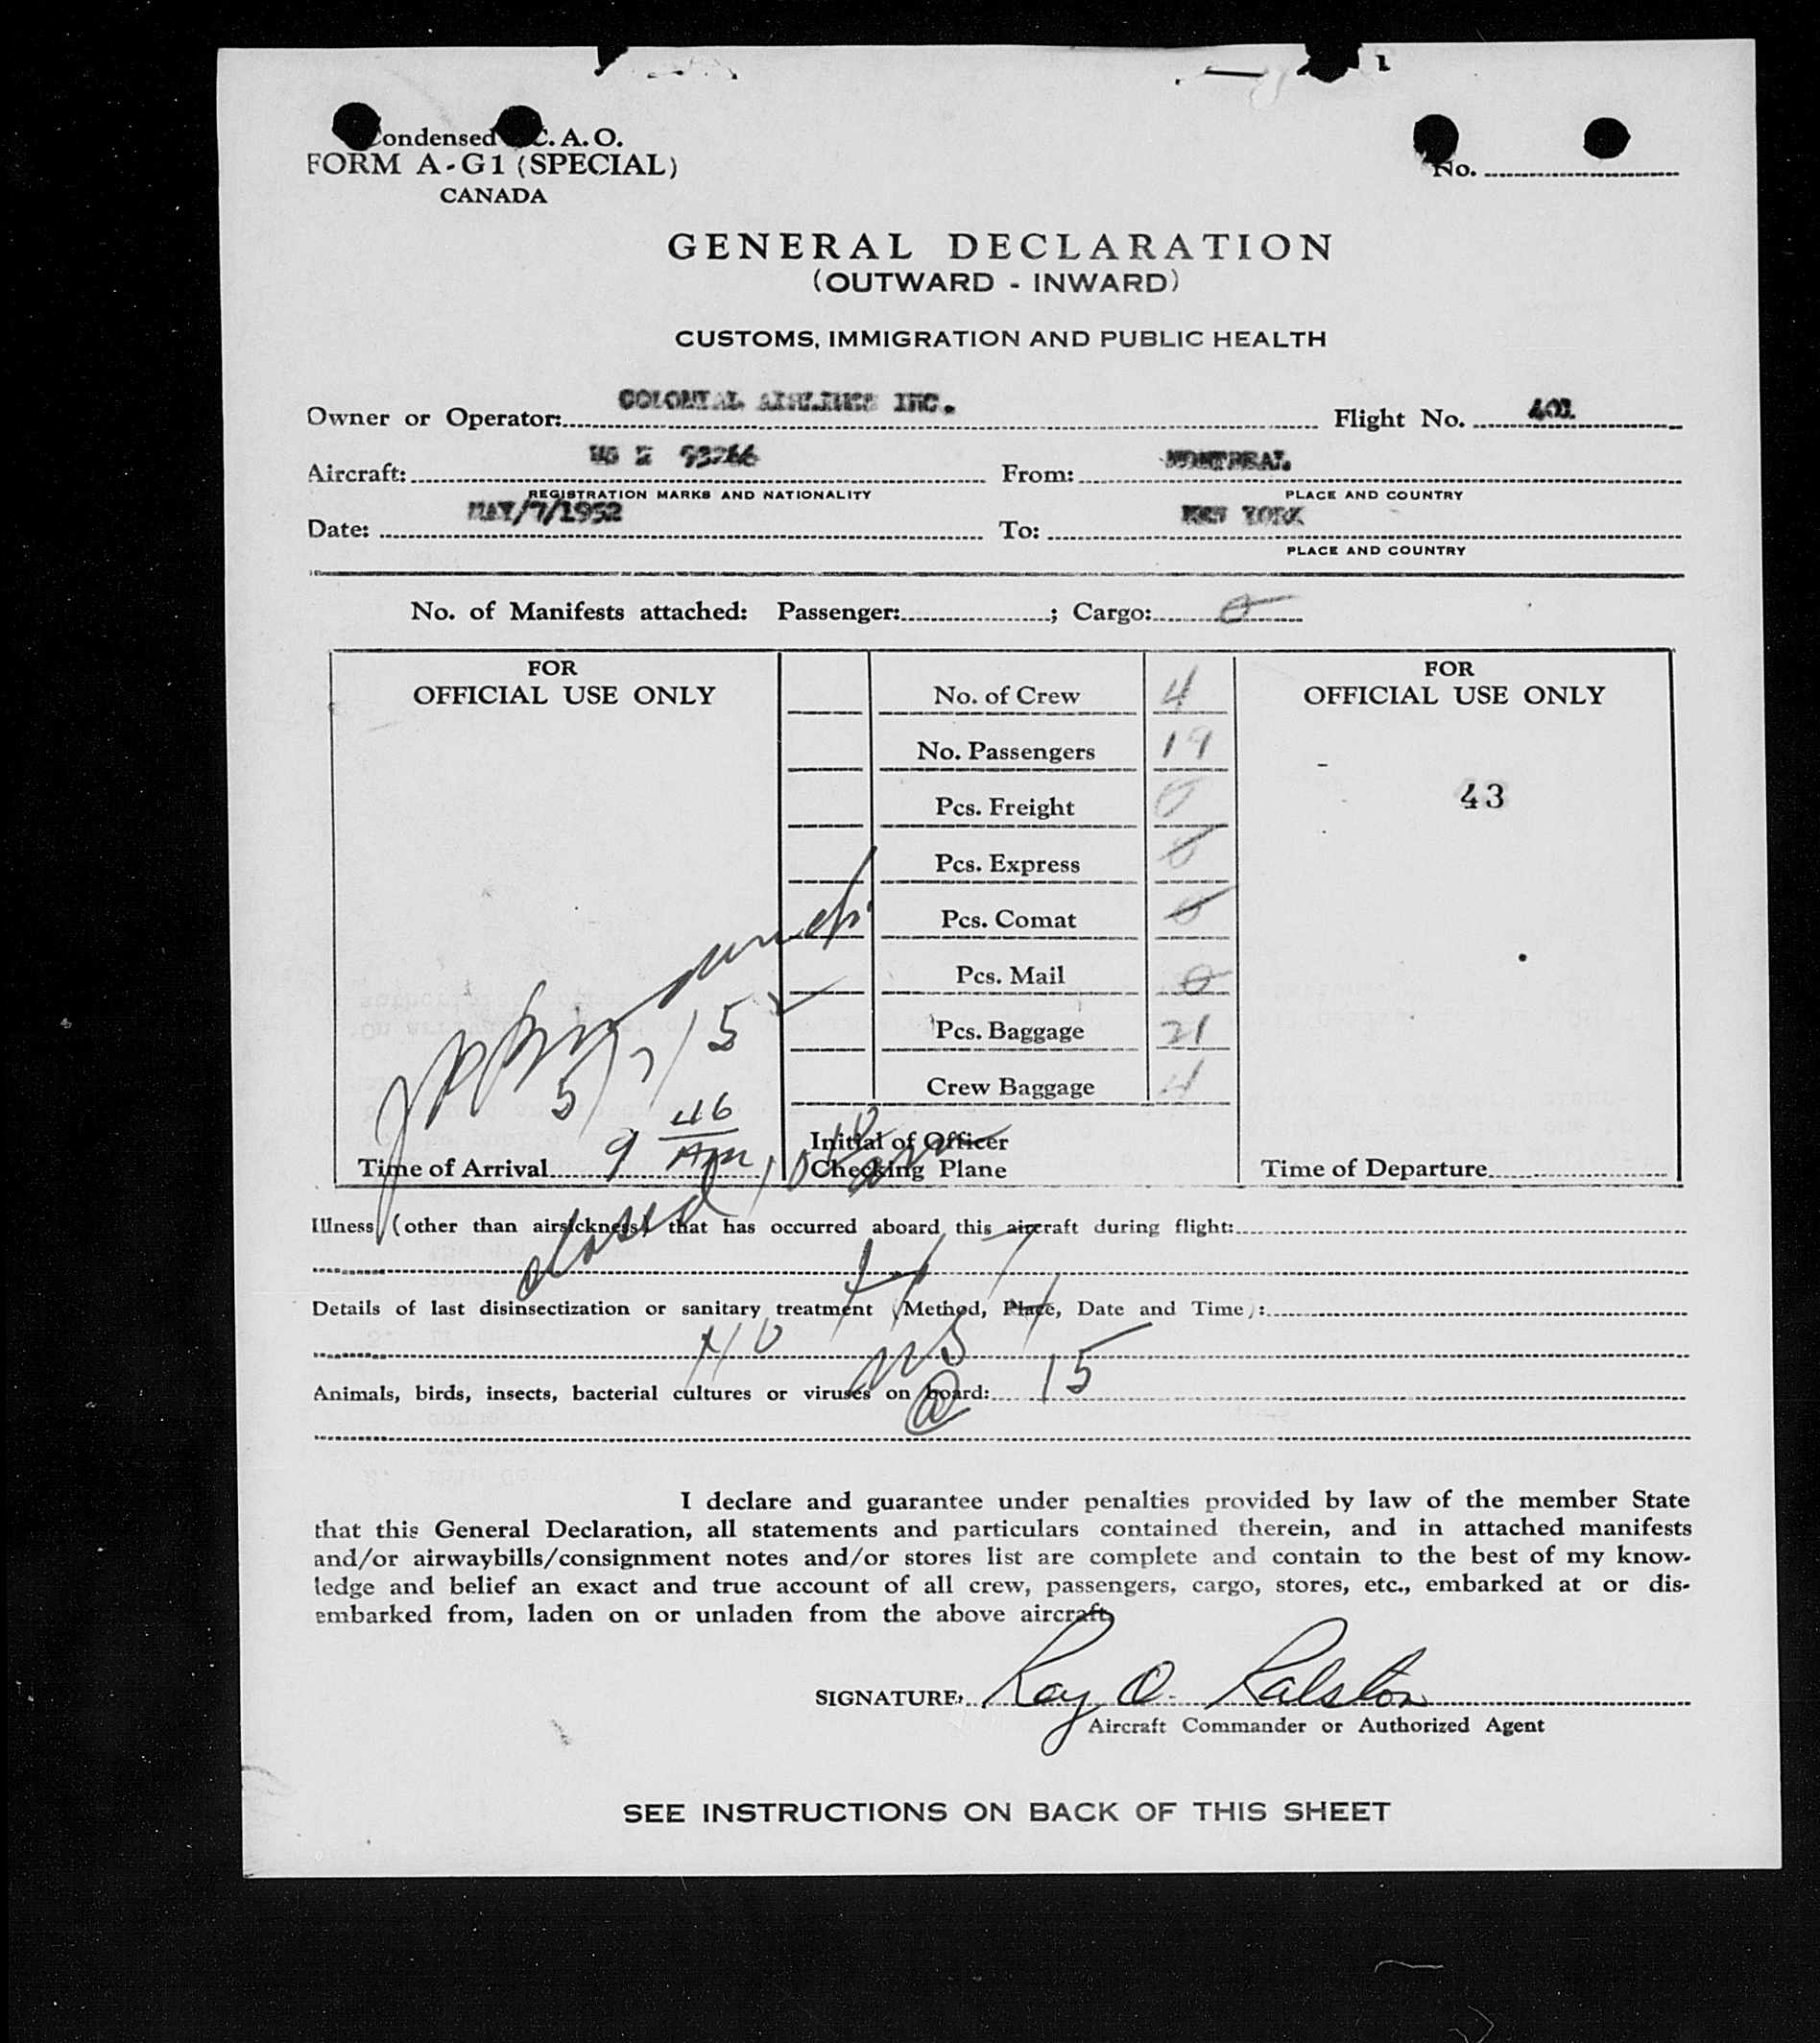 Condensed C. A. O.
FORM A-G1 (SPECIAL)
CANADA
No.
GENERAL DECLARATION
(OUTWARD - INWARD)
CUSTOMS, IMMIGRATION AND PUBLIC HEALTH
Owner or Operator: COLONIAL AIRLINES INC. Flight No. 401
Aircraft: US N 93266 From: MONTREAL
REGISTRATION MARKS AND NATIONALITY PLACE AND COUNTRY
Date: MAY/7/1952 To: NEW YORK
PLACE AND COUNTRY
No. of Manifests attached: Passenger: ; Cargo: 0
FOR
OFFICIAL USE ONLY
No. of Crew 4
No. Passengers 19
Pcs. Freight 0
Pcs. Express 0
Pcs. Comat 0
Pcs. Mail 0
Pcs. Baggage 21
Crew Baggage 4
FOR
OFFICIAL USE ONLY
43
5/7/52
9 46 AM
Time of Arrival
Initial of Officer
Checking Plane
Time of Departure
closed 10
Illness (other than airsickness) that has occurred aboard this aircraft during flight:
Details of last disinsectization or sanitary treatment (Method, Place, Date and Time):
Animals, birds, insects, bacterial cultures or viruses on board: 15
I declare and guarantee under penalties provided by law of the member State
that this General Declaration, all statements and particulars contained therein, and in attached manifests
and/or airwaybills/consignment notes and/or stores list are complete and contain to the best of my know-
ledge and belief an exact and true account of all crew, passengers, cargo, stores, etc., embarked at or dis-
embarked from, laden on or unladen from the above aircraft.
SIGNATURE: Roy O. Ralston
Aircraft Commander or Authorized Agent
SEE INSTRUCTIONS ON BACK OF THIS SHEET